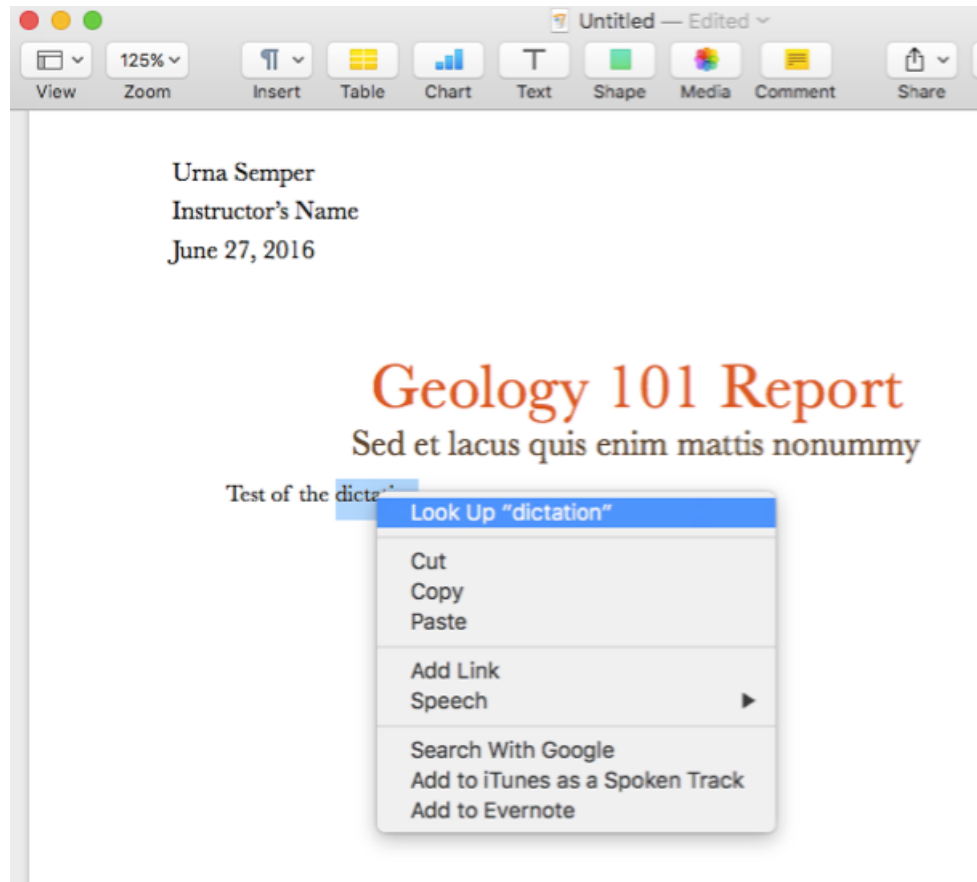 Untitled — Edited
125%
View Zoom Insert Table Chart Text Shape Media Comment Share
Urna Semper
Instructor's Name
June 27, 2016
Geology 101 Report
Sed et lacus quis enim mattis nonummy
Test of the dictation
Look Up "dictation"
Cut
Copy
Paste
Add Link
Speech
Search With Google
Add to iTunes as a Spoken Track
Add to Evernote